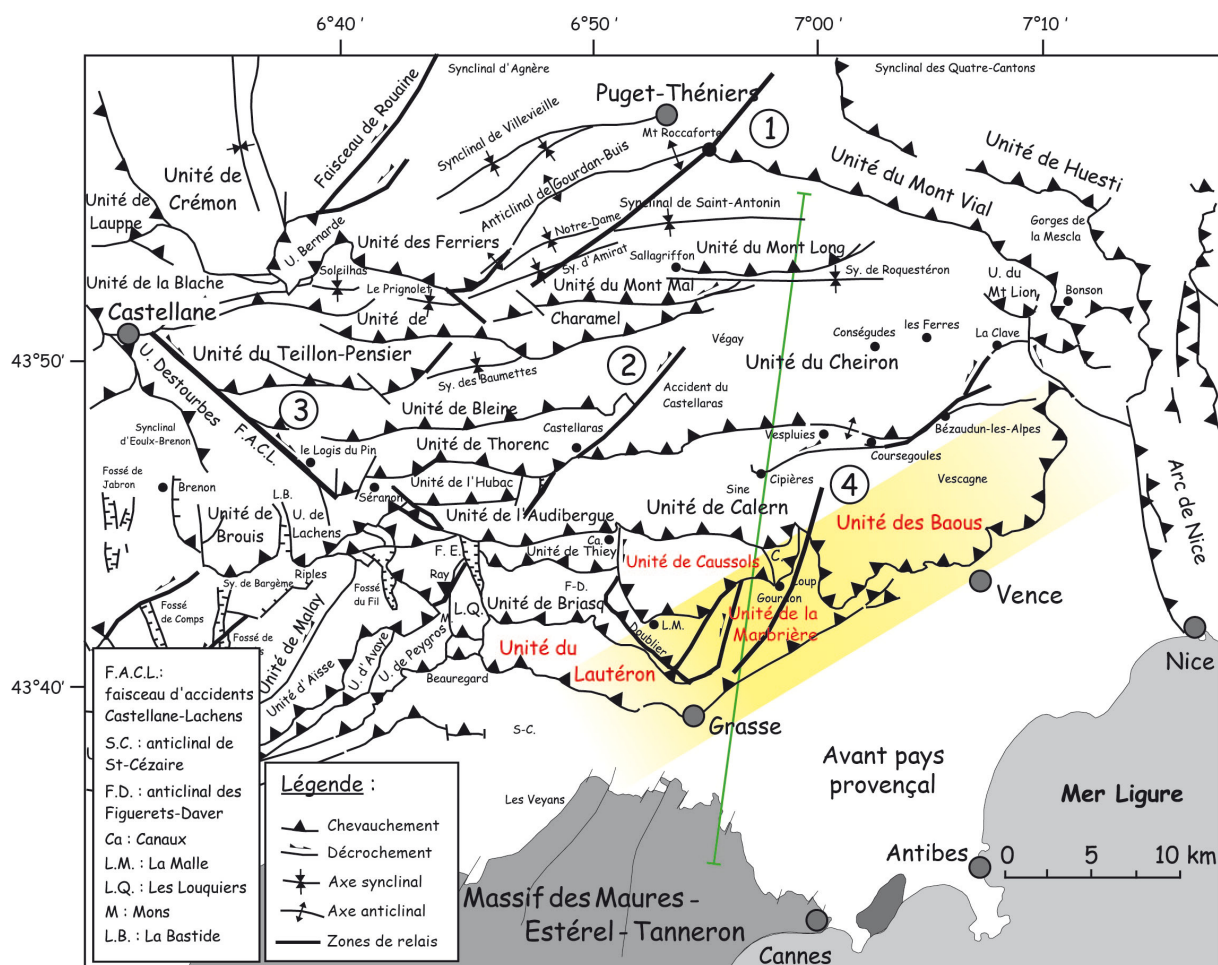 6°40 '
6°50 '
7°00 '
7°10 '
Synclinal d'Agnère
Synclinal des Quatre-Cantons
Puget-Théniers
Faisceau de Rouaine
Synclinal de Villevieille
Mt Roccaforte
1
Unité de Huesti
Unité de
Crémon
Anticlinal de Gourdan-Buis
Unité du Mont Vial
Unité de
Lauppe
U. Bernarde
Notre-Dame
Synclinal de Saint-Antonin
Gorges de
la Mescla
Unité des Ferriers
Sy. d'Amirat
Sallagriffon
Unité du Mont Long
Soleilhas
Le Prignolet
Sy. de Roquestéron
U. du
Mt Lion
Unité de la Blache
Unité du Mont Mal
Bonson
Castellane
Unité de
Charamel
Végay
Conségudes
les Ferres
La Clave
43°50'
U. Destourbes
Unité du Teillon-Pensier
Sy. des Baumettes
2
Unité du Cheiron
3
Accident du
Castellaras
Synclinal
d'Eoulx-Brenon
F.A.C.L.
Unité de Bleine
Castellaras
Vespluies
Bézaudun-les-Alpes
le Logis du Pin
Unité de Thorenc
Coursegoules
Fossé de
Jabron
Brenon
Séranon
Unité de l'Hubac
Sine
Cipières
4
Vescagne
Arc de Nice
L.B.
U. de
Lachens
Unité de l'Audibergue
Unité de Calern
Unité des Baous
Unité de
Brouis
Ca.
F. E.
Unité de Thiey
Unité de Caussols
C.
Riples
Sy. de Bargème
Ray
F-D.
Loup
Gourdon
Vence
Fossé
du Fil
Fossé
de Comps
L.Q.
Unité de Briasq
L.M.
Doublier
Unité de la
Marbrière
Fossé de
Unité de Malay
M.
Nice
U. d'Avaye
U. de Peygros
Unité du
Lautéron
Unité d'Aïsse
Beauregard
43°40'
Grasse
S-C.
Avant pays
provençal
Les Veyans
Mer Ligure
Antibes
0 5 10 km
Massif des Maures -
Estérel-Tanneron
Cannes
F.A.C.L.:
faisceau d'accidents
Castellane-Lachens
S.C. : anticlinal de
St-Cézaire
F.D. : anticlinal des
Figuerets-Daver
Ca : Canaux
L.M. : La Malle
L.Q. : Les Louquiers
M : Mons
L.B. : La Bastide
Légende :
Chevauchement
Décrochement
Axe synclinal
Axe anticlinal
Zones de relais